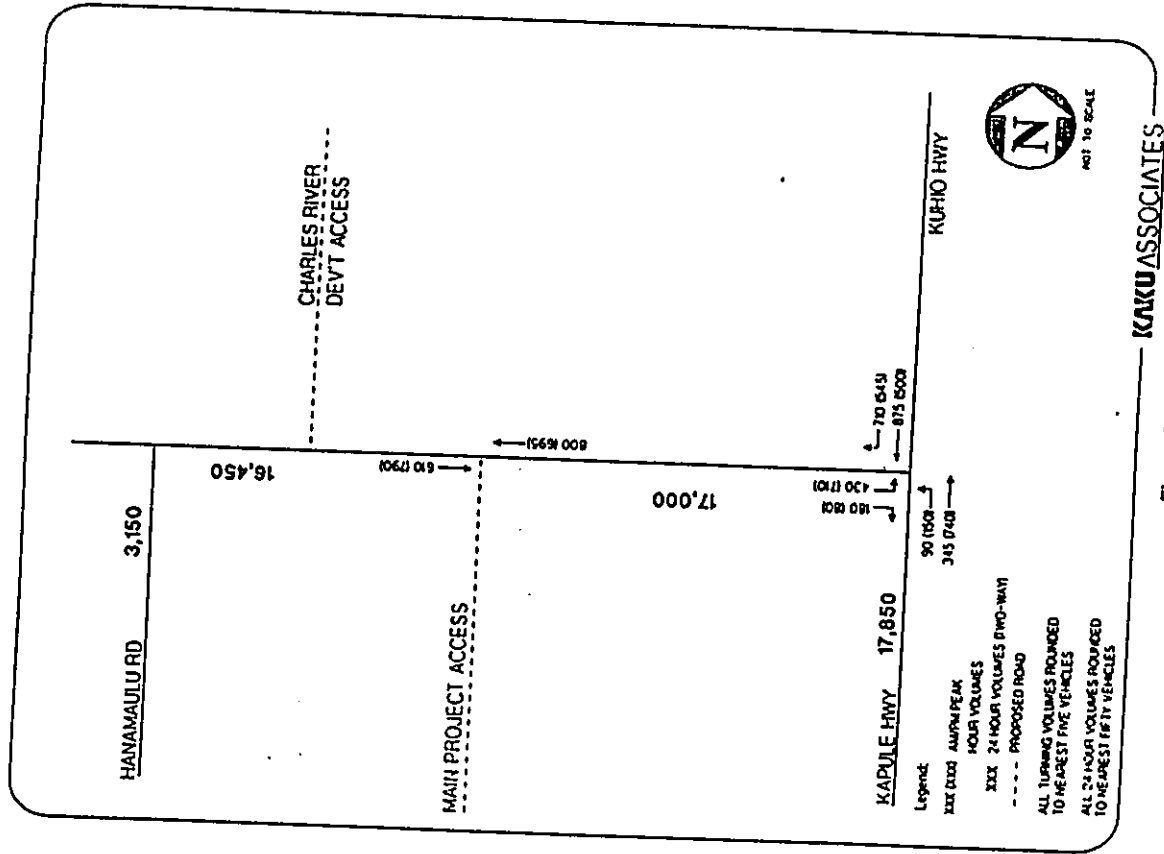 HANAMAULU RD 3,150
16,450
CHARLES RIVER
DEV'T ACCESS
610 (790)
MAIN PROJECT ACCESS
800 (695)
17,000
430 (710)
180 (80)
710 (545)
875 (500)
KAPULE HWY 17,850
KUHIO HWY
90 (150)
345 (740)
Legend:
XXX (XXX) AM/PM PEAK
HOUR VOLUMES
XXX 24 HOUR VOLUMES (TWO-WAY)
---- PROPOSED ROAD
ALL TURNING VOLUMES ROUNDED
TO NEAREST FIVE VEHICLES
ALL 24 HOUR VOLUMES ROUNDED
TO NEAREST FIFTY VEHICLES
N
NOT TO SCALE
KAKU ASSOCIATES